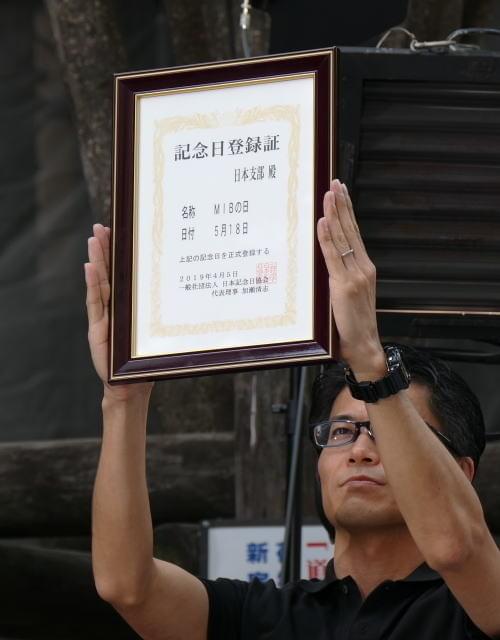 記念日登録証
日本支部 殿
名称 MIBの日
日付 5月18日
上記の記念日を正式登録する
2019年4月5日
一般社団法人 日本記念日協会
代表理事 加瀬清志
新宿
道